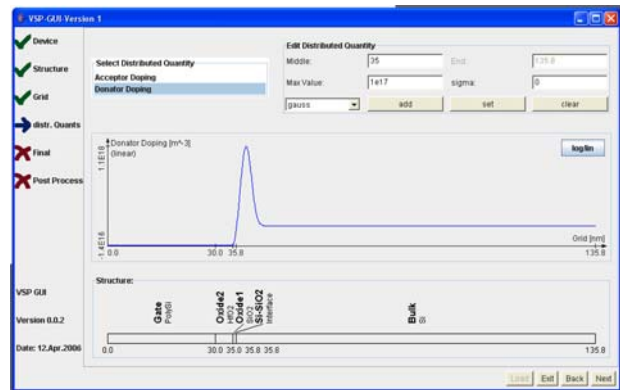 VSP-GUI-Version 1
Device
Structure
Grid
distr. Quants
Final
Post Process
Select Distributed Quantity
Acceptor Doping
Donator Doping
Edit Distributed Quantity
Middle: 35 End: 135.8
Max Value: 1e17 sigma: 0
gauss add set clear
Donator Doping [m^-3]
(linear)
log/lin
1.1E18
-1.4E16
0.0 30.0 35.8 135.8
Grid [nm]
Structure:
Gate
PolySi
Oxide2
HfO2
Oxide1
SiO2
Si-SiO2
Interface
Bulk
Si
0.0 30.0 35.0 35.8 35.8 135.8
VSP GUI
Version 0.0.2
Date: 12.Apr.2006
Load Exit Back Next